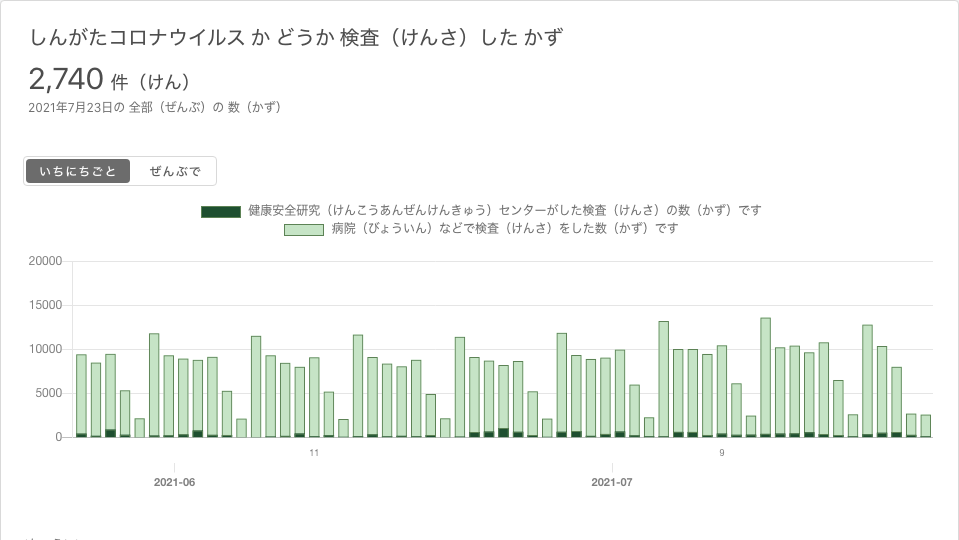 しんがたコロナウイルス か どうか 検査（けんさ）した かず
2,740 件（けん）
2021年7月23日の 全部（ぜんぶ）の 数（かず）
いちにちごと ぜんぶで
健康安全研究（けんこうあんぜんけんきゅう）センターがした検査（けんさ）の数（かず）です
病院（びょういん）などで検査（けんさ）をした数（かず）です
20000
15000
10000
5000
0
11 9
2021-06 2021-07